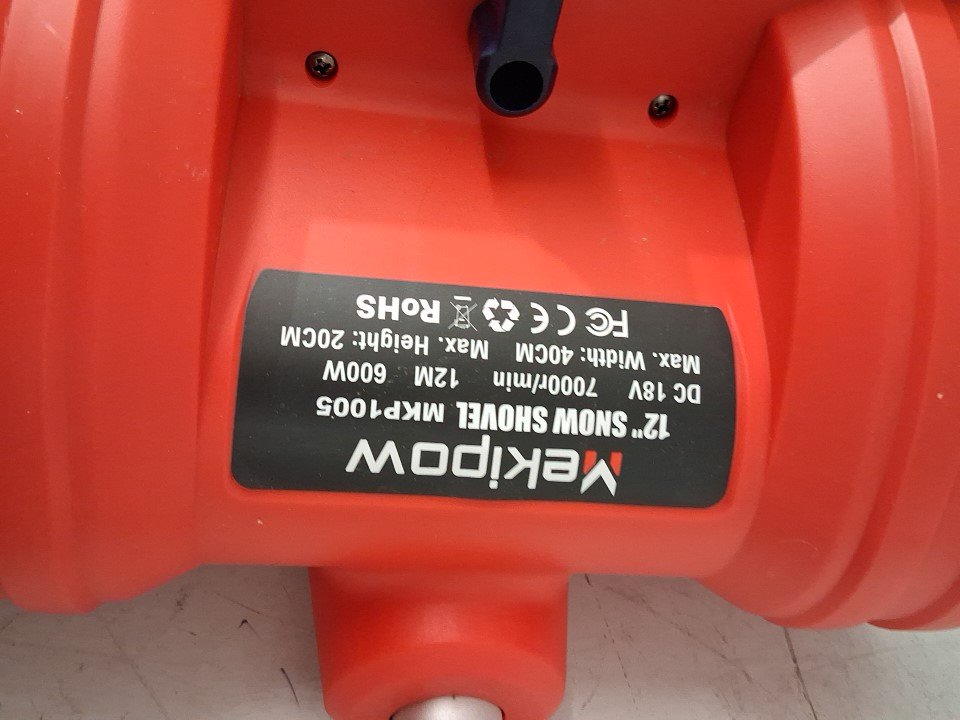 Mekipow
12" SNOW SHOVEL MKP1005
DC 18V 7000r/min 12M 600W
Max. Width: 40CM Max. Height: 20CM
FC CE RoHS